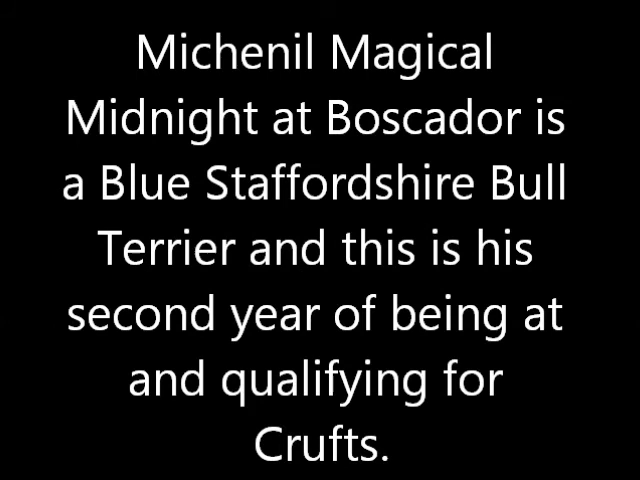 Michenil Magical
Midnight at Boscador is
a Blue Staffordshire Bull
Terrier and this is his
second year of being at
and qualifying for
Crufts.